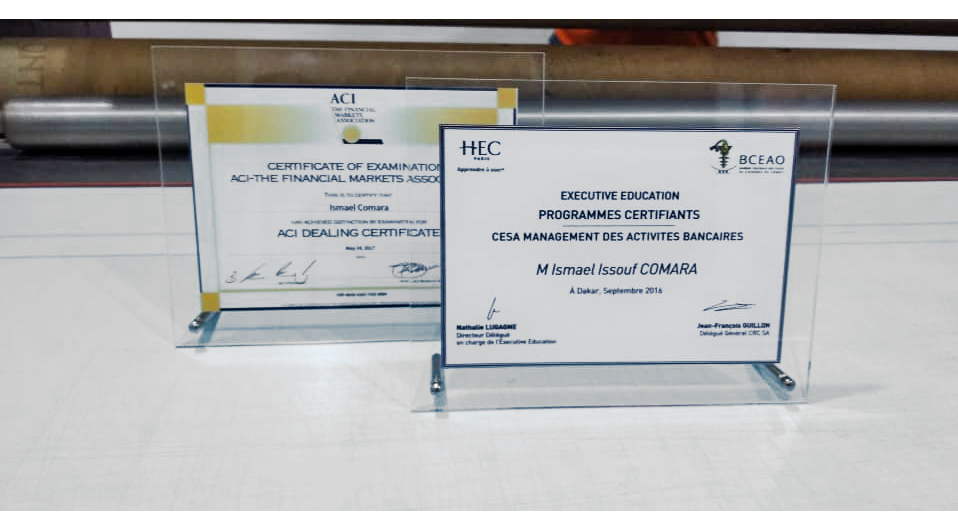 ACI
THE FINANCIAL
MARKETS
ASSOCIATION
CERTIFICATE OF EXAMINATION
ACI-THE FINANCIAL MARKETS ASSOC
THIS IS TO CERTIFY THAT
Ismael Comara
HAS ACHIEVED DISTINCTION BY EXAMINATION FOR
ACI DEALING CERTIFICATE
2017
HEC
PARIS
Apprendre à oser
BCEAO
EXECUTIVE EDUCATION
PROGRAMMES CERTIFIANTS
CESA MANAGEMENT DES ACTIVITES BANCAIRES
M Ismael Issouf COMARA
À Dakar, Septembre 2016
Nathalie LUGAGNE
Directeur Délégué
en charge de l'Executive Education
Jean-François GUILLON
Délégué Général CRC SA